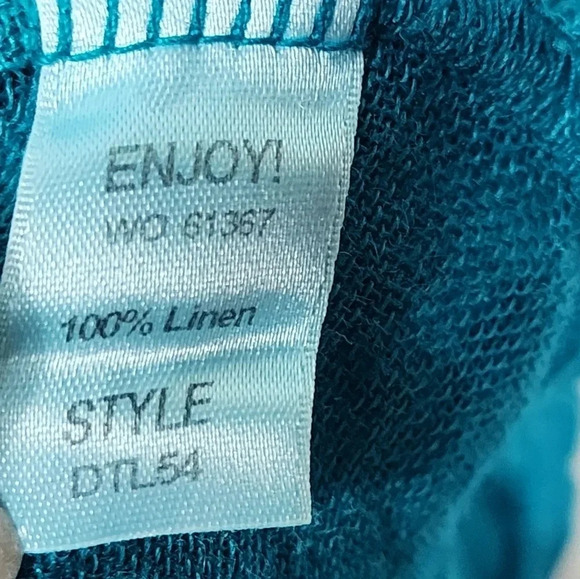 ENJOY!
WO 61367
100% Linen
STYLE
DTL54